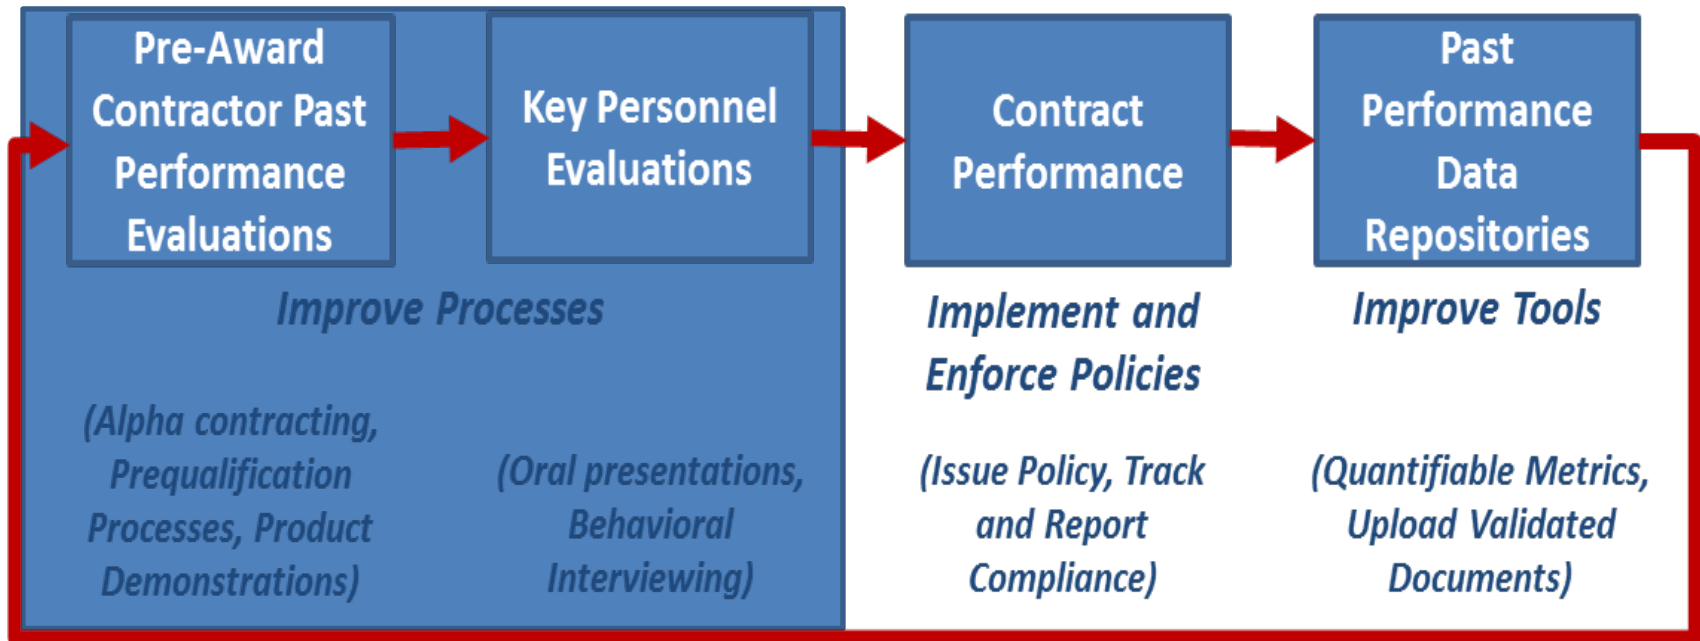 Pre-Award
Contractor Past
Performance
Evaluations
Key Personnel
Evaluations
Contract
Performance
Past
Performance
Data
Repositories
Improve Processes
Implement and
Enforce Policies
Improve Tools
(Alpha contracting,
Prequalification
Processes, Product
Demonstrations)
(Oral presentations,
Behavioral
Interviewing)
(Issue Policy, Track
and Report
Compliance)
(Quantifiable Metrics,
Upload Validated
Documents)